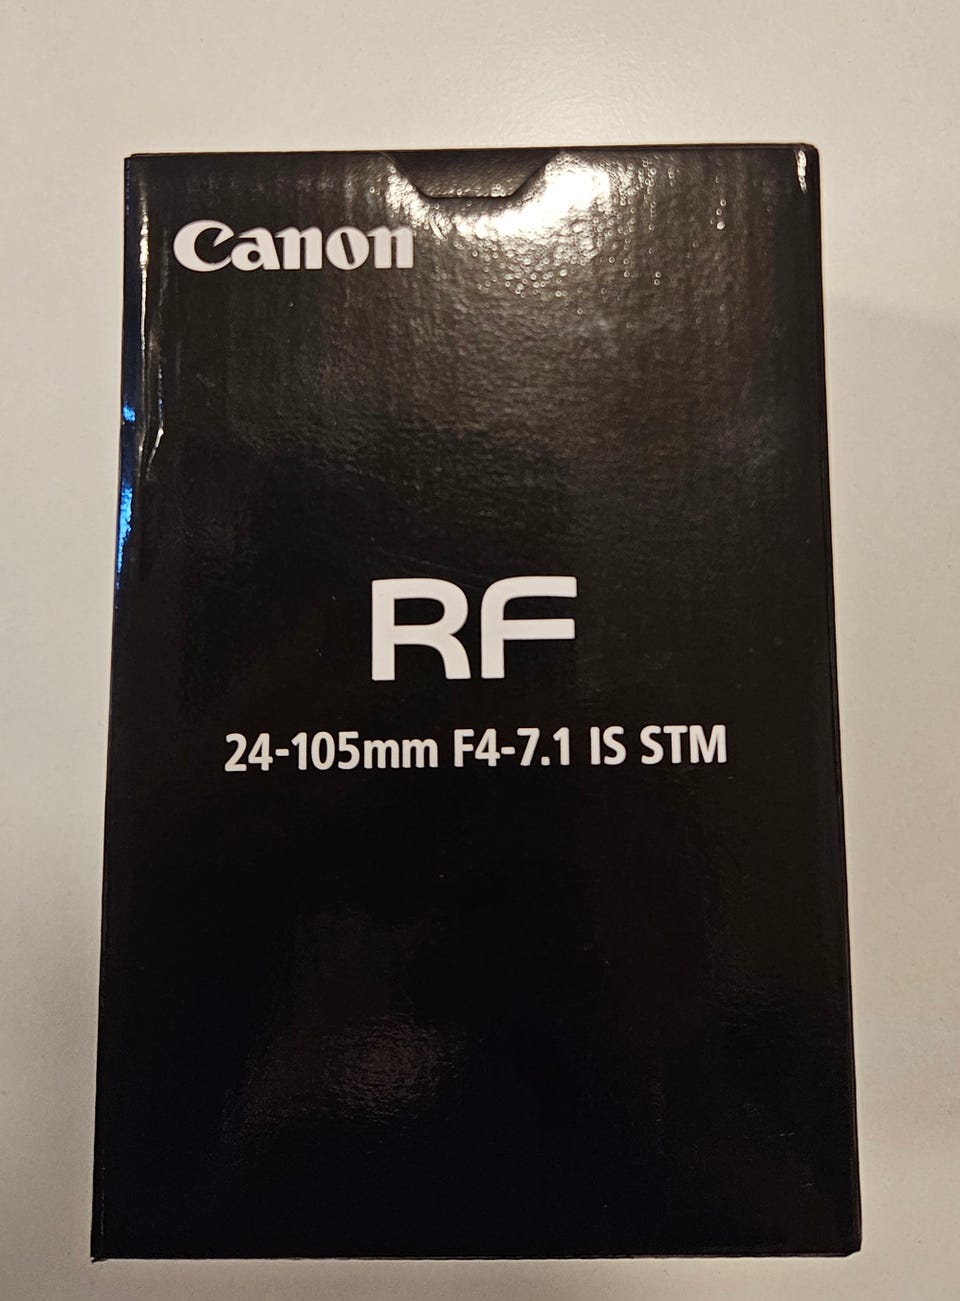 Canon
RF
24-105mm F4-7.1 IS STM